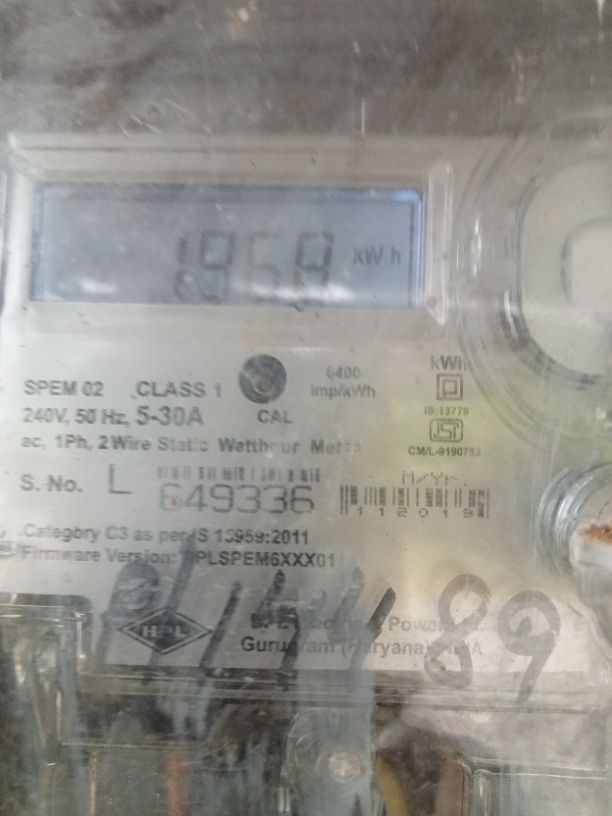 1958 kWh
SPEM 02 CLASS 1
6400
imp/kWh
kWh
240V, 50 Hz, 5-30A
CAL
IS:13779
ac, 1Ph, 2 Wire Static Watthour Meter
CM/L-9190783
S. No. L 649336
M/Yr.
112019
Category C3 as per IS 15959:2011
Firmware Version: HPLSPEM6XXX01
HPL
Power
Gurugram (Haryana)
89